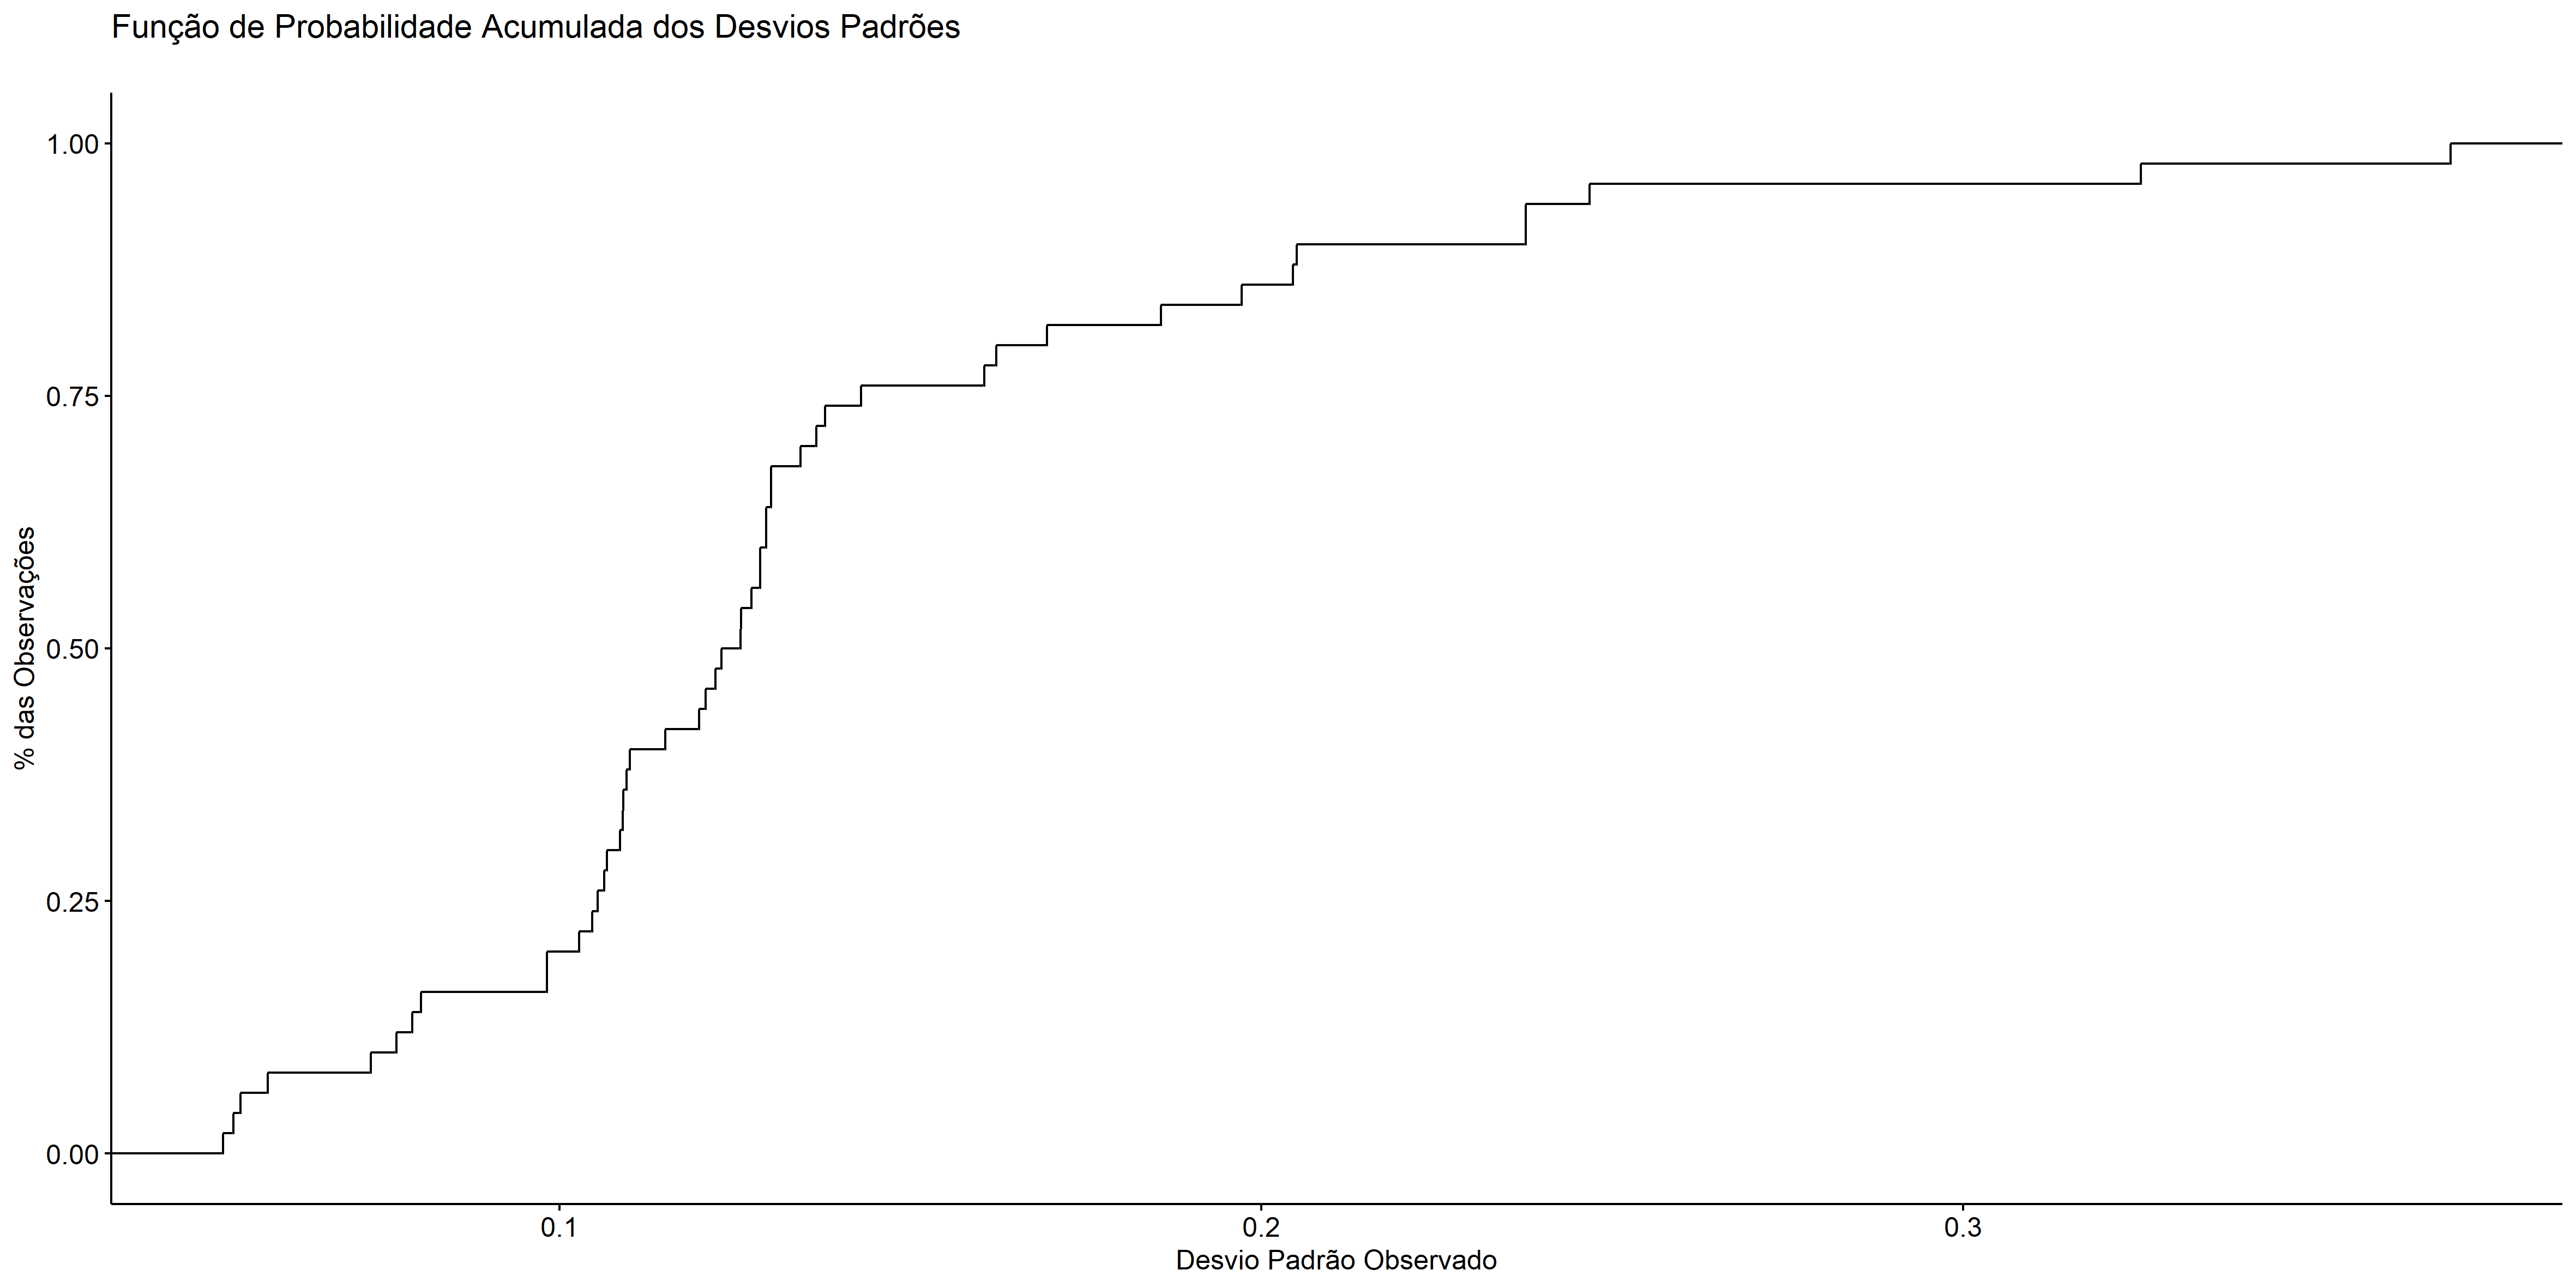 Função de Probabilidade Acumulada dos Desvios Padrões
1.00
0.75
0.50
0.25
0.00
% das Observações
0.1
0.2
0.3
Desvio Padrão Observado